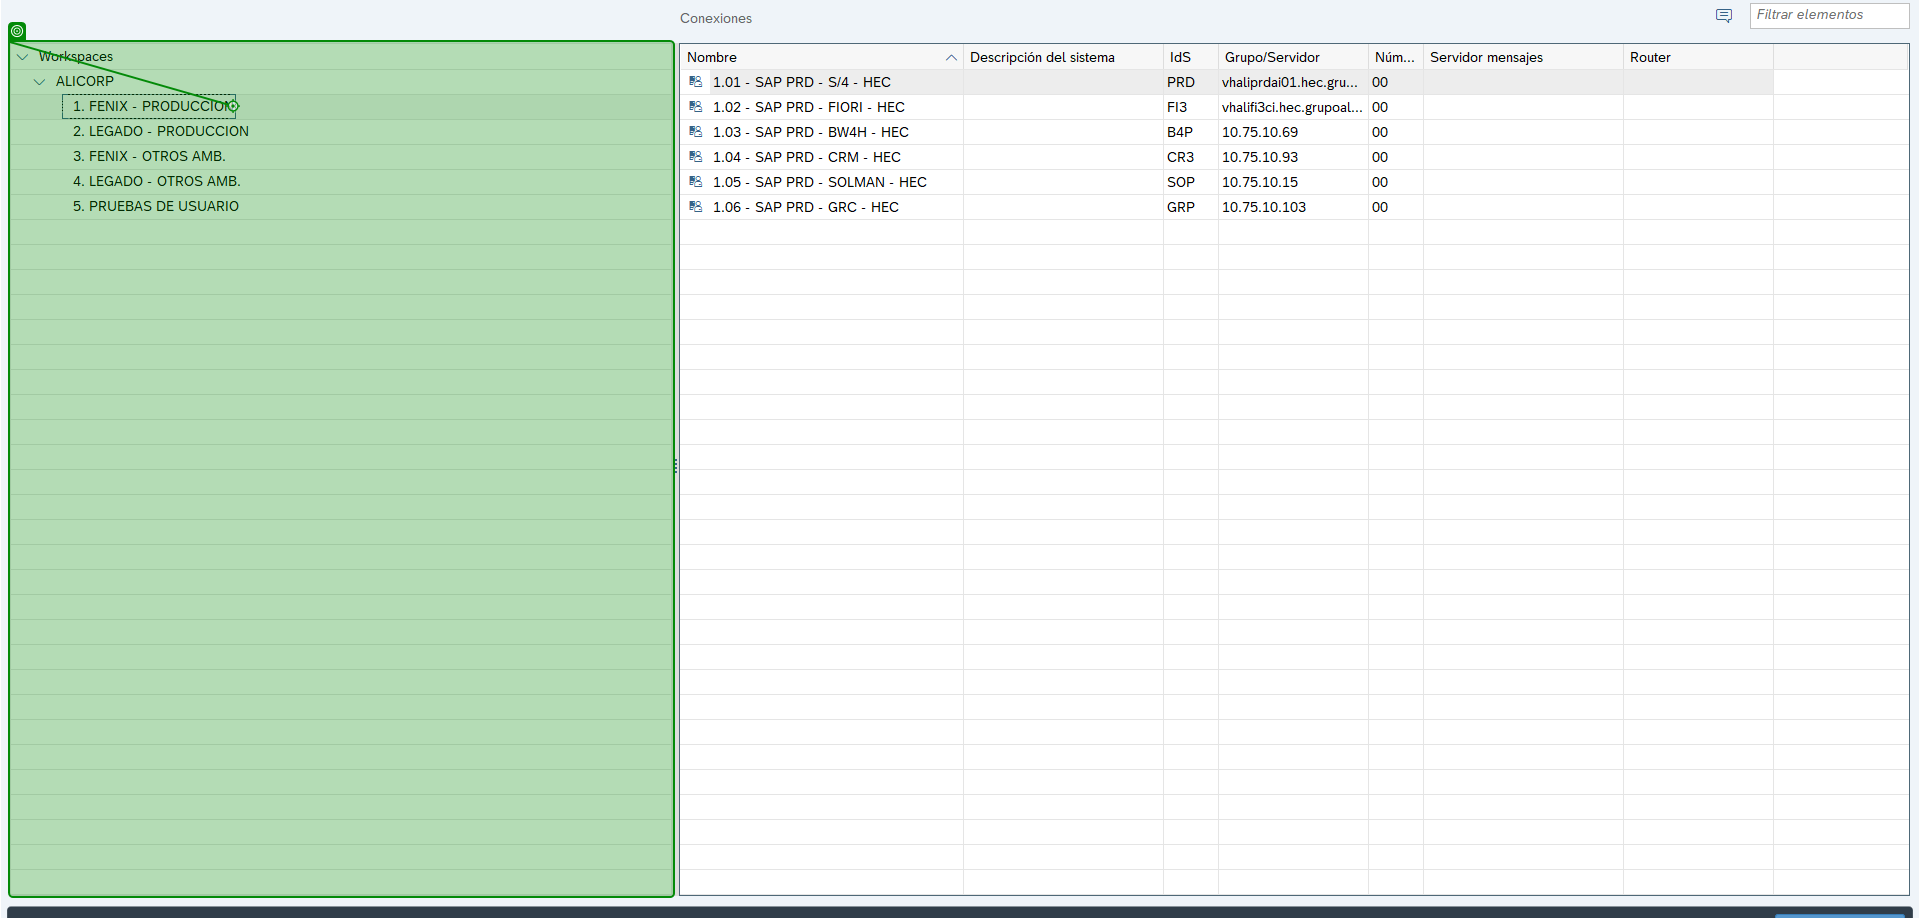 Conexiones
Filtrar elementos
Workspaces
ALICORP
1. FENIX - PRODUCCION
2. LEGADO - PRODUCCION
3. FENIX - OTROS AMB.
4. LEGADO - OTROS AMB.
5. PRUEBAS DE USUARIO
Nombre Descripción del sistema IdS Grupo/Servidor Núm... Servidor mensajes Router
1.01 - SAP PRD - S/4 - HEC PRD vhaliprdai01.hec.gru... 00
1.02 - SAP PRD - FIORI - HEC FI3 vhalifi3ci.hec.grupoal... 00
1.03 - SAP PRD - BW4H - HEC B4P 10.75.10.69 00
1.04 - SAP PRD - CRM - HEC CR3 10.75.10.93 00
1.05 - SAP PRD - SOLMAN - HEC SOP 10.75.10.15 00
1.06 - SAP PRD - GRC - HEC GRP 10.75.10.103 00